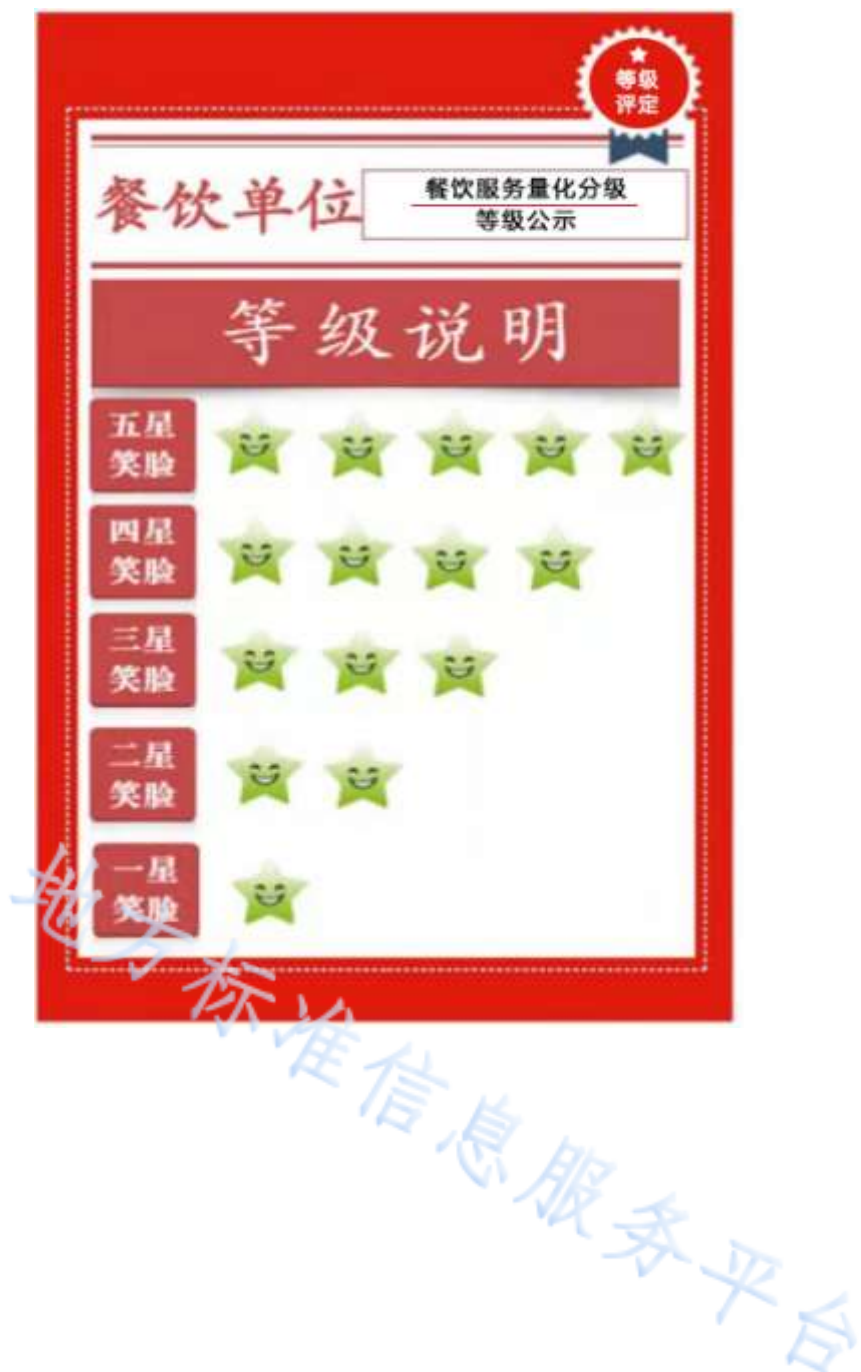 等级
评定
餐饮单位
餐饮服务量化分级
等级公示
等级说明
五星
笑脸
四星
笑脸
三星
笑脸
二星
笑脸
一星
笑脸
地方标准信息服务平台